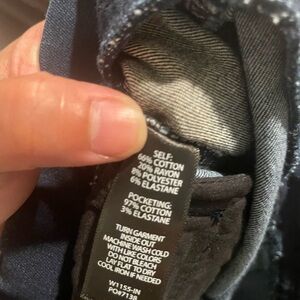 SELF:
66% COTTON
20% RAYON
8% POLYESTER
6% ELASTANE
POCKETING:
97% COTTON
3% ELASTANE
TURN GARMENT
INSIDE OUT
MACHINE WASH COLD
WITH LIKE COLORS
DO NOT BLEACH
LAY FLAT TO DRY
COOL IRON IF NEEDED
W1155-IN
PO#7138